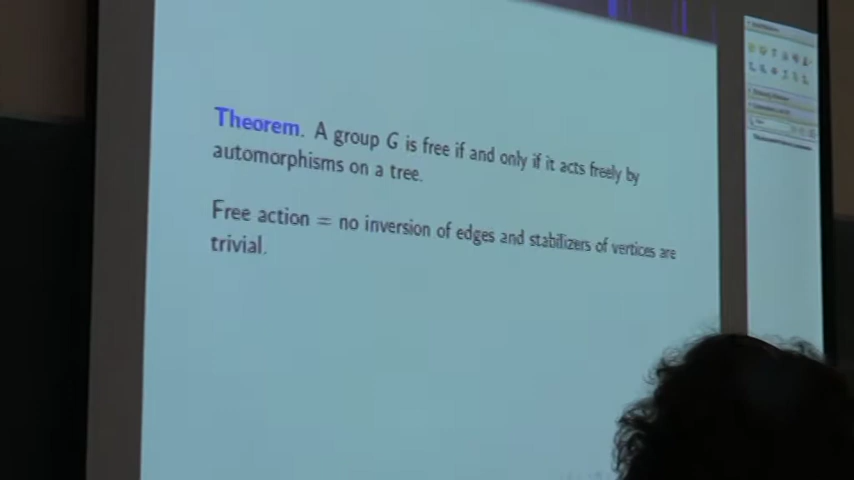 Theorem. A group G is free if and only if it acts freely by
automorphisms on a tree.
Free action = no inversion of edges and stabilizers of vertices are
trivial.